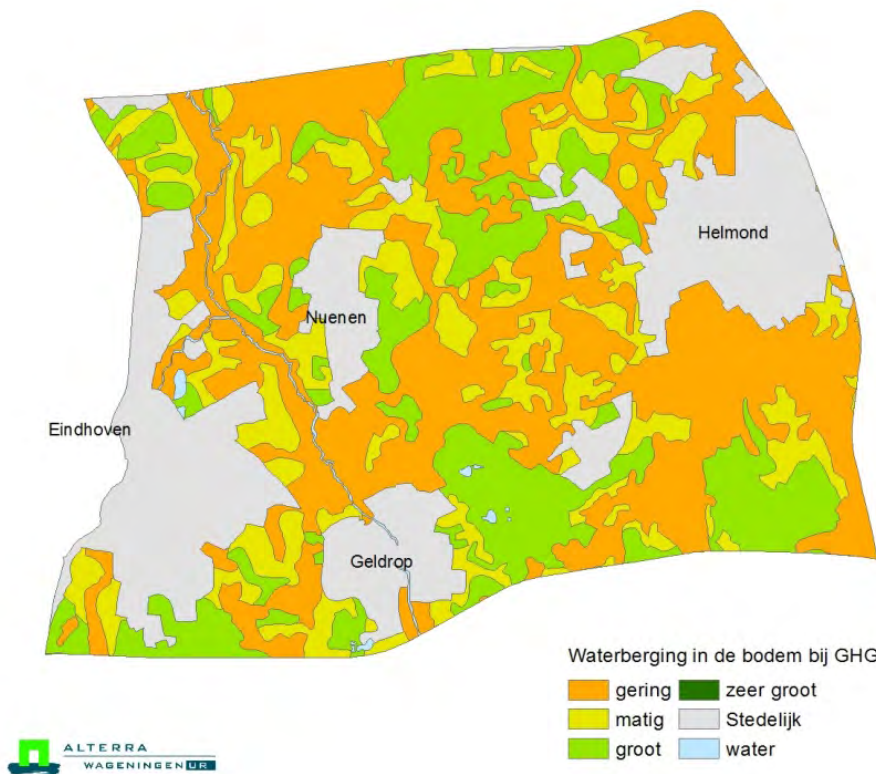 Helmond
Nuenen
Eindhoven
Geldrop
Waterberging in de bodem bij GHG
gering
zeer groot
matig
Stedelijk
groot
water
ALTERRA
WAGENINGEN UR